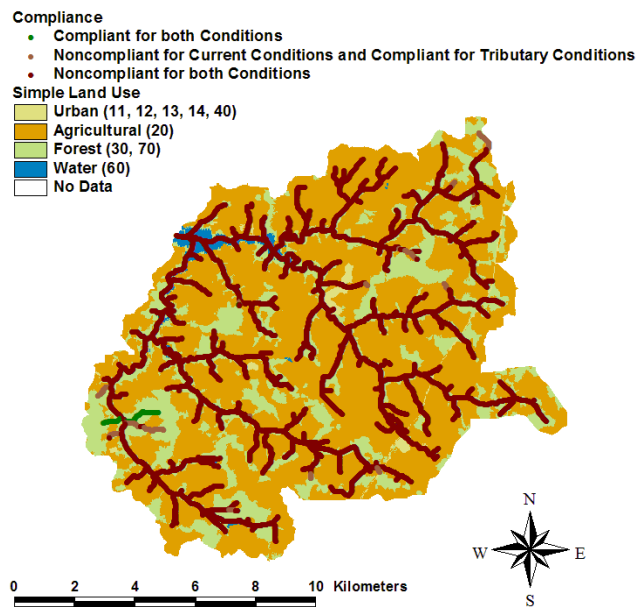 Compliance
Compliant for both Conditions
Noncompliant for Current Conditions and Compliant for Tributary Conditions
Noncompliant for both Conditions
Simple Land Use
Urban (11, 12, 13, 14, 40)
Agricultural (20)
Forest (30, 70)
Water (60)
No Data
N
W E
S
0 2 4 6 8 10 Kilometers